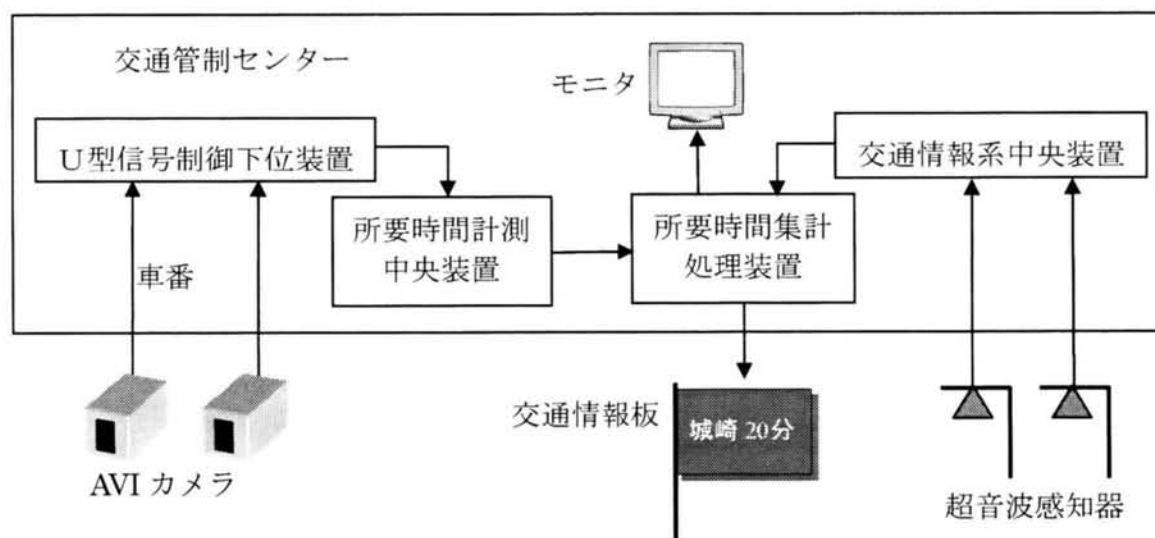 交通管制センター
モニタ
U型信号制御下位装置
交通情報系中央装置
所要時間計測
中央装置
所要時間集計
処理装置
車番
交通情報板
城崎 20分
AVI カメラ
超音波感知器